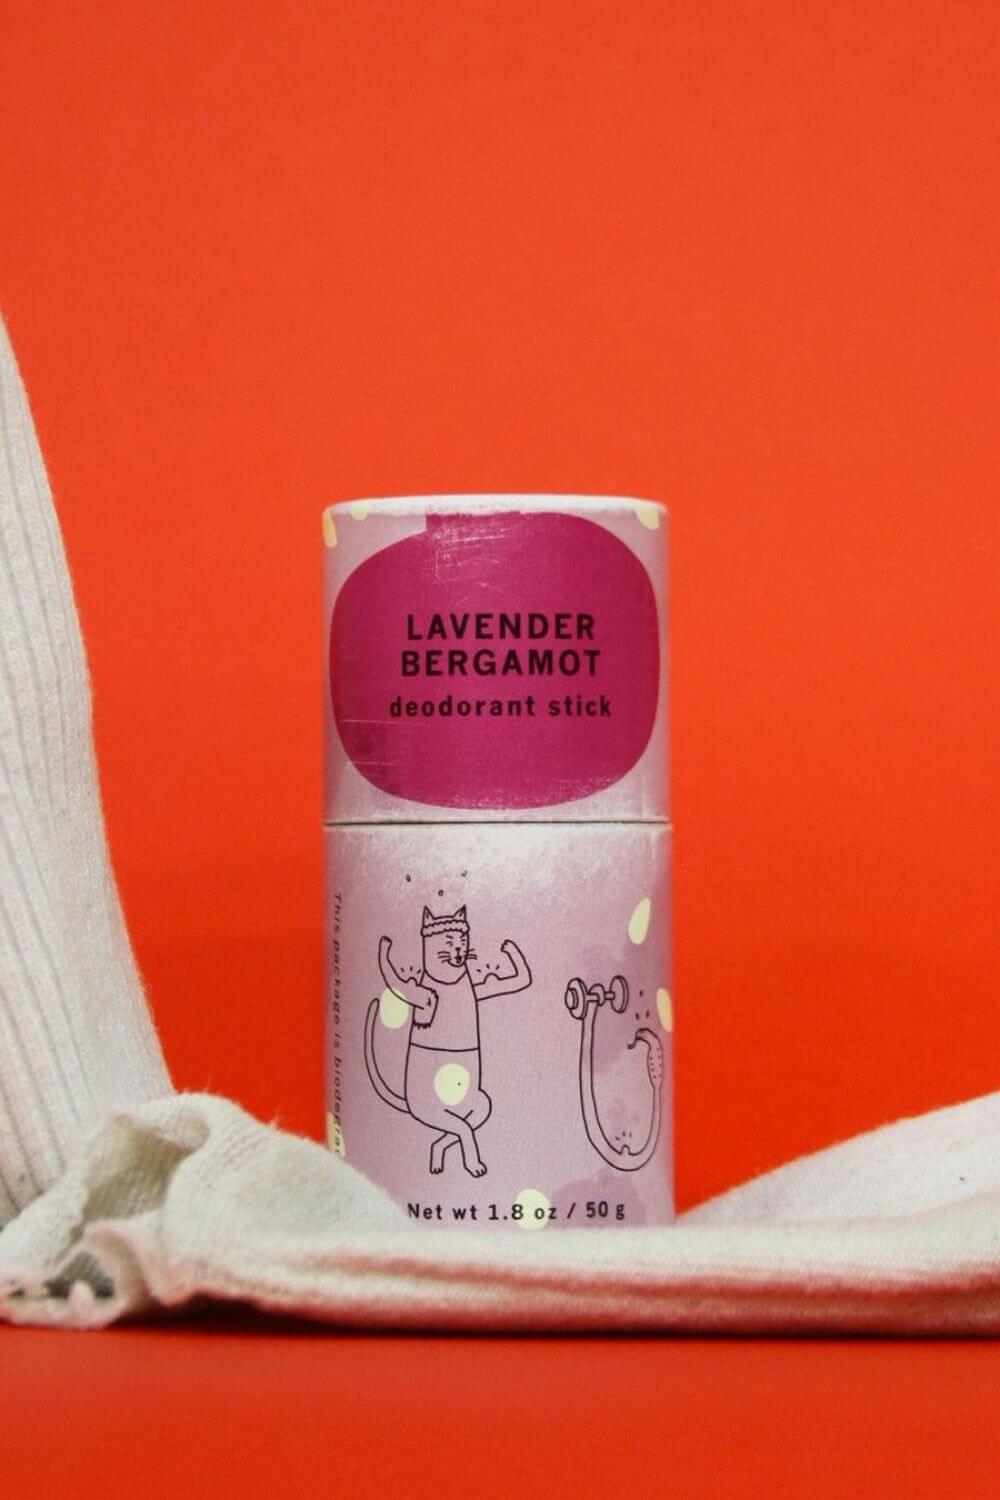 LAVENDER
BERGAMOT
deodorant stick
This package is
Net wt 1.8 oz / 50 g